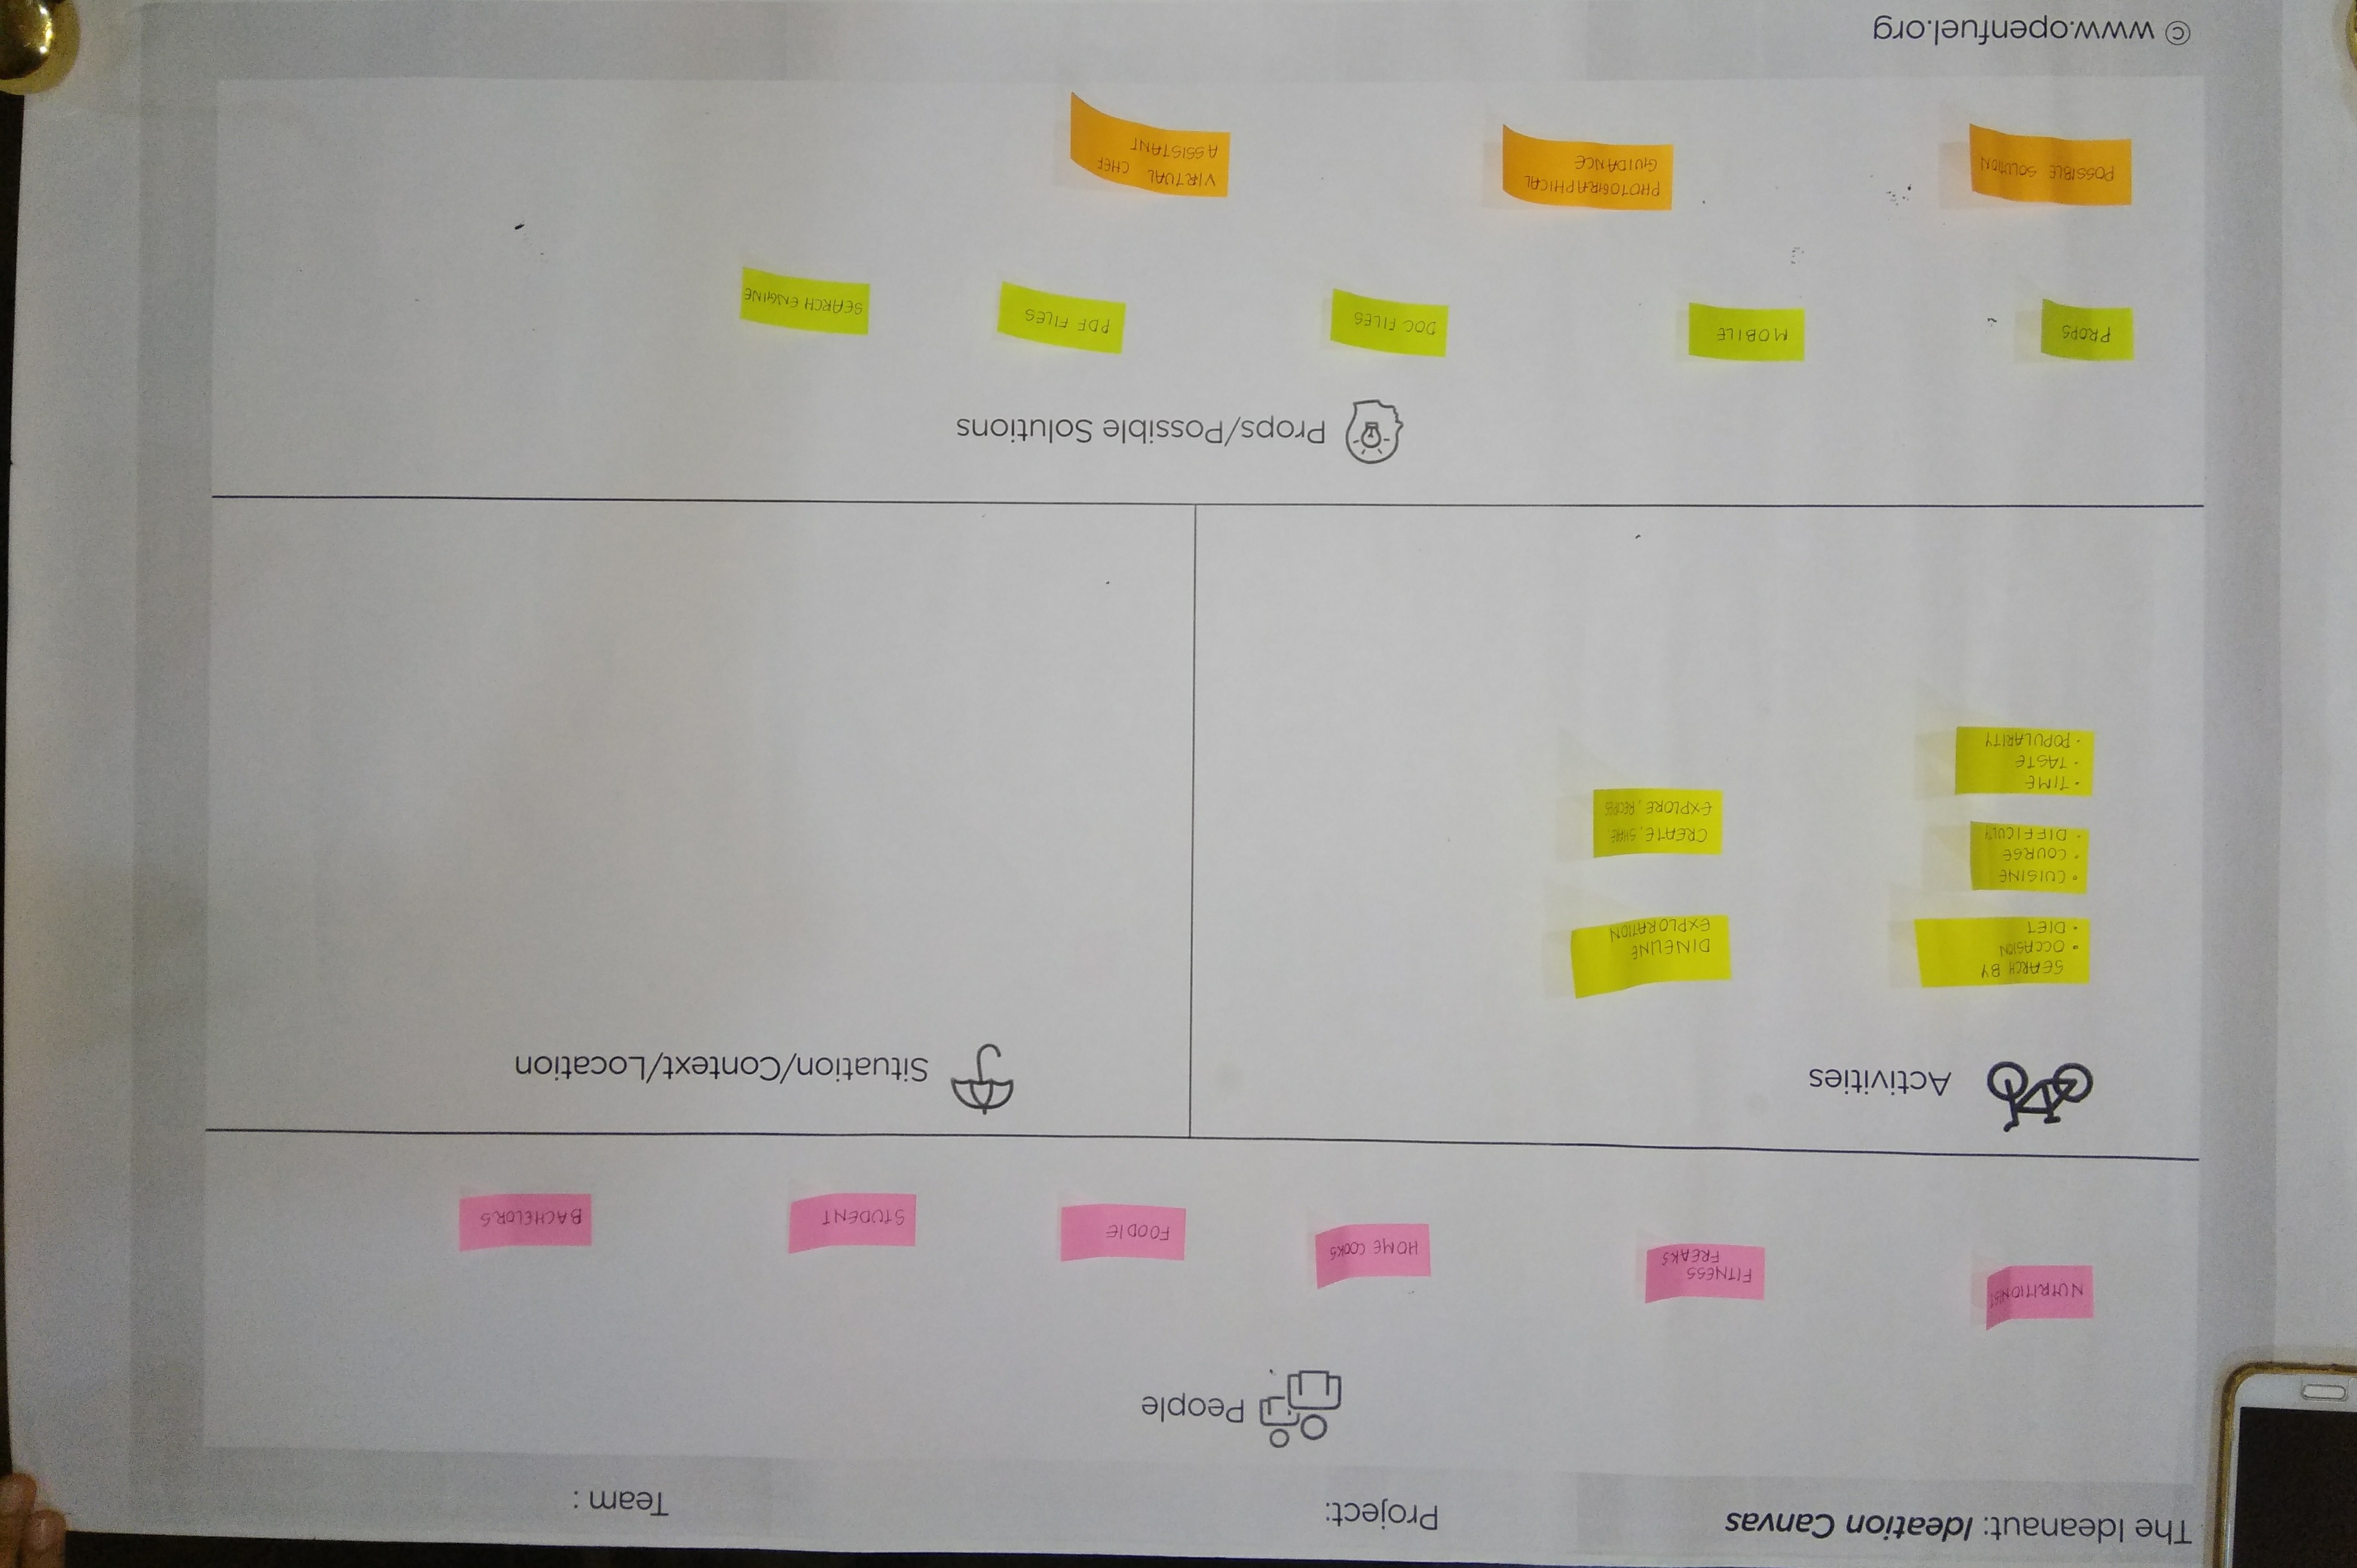 The Ideanaut: Ideation Canvas
Project:
Team :
People
NUTRITIONIST
FITNESS
FREAKS
HOME COOKS
FOODIE
STUDENT
BACHELORS
Activities
SEARCH BY
• OCCASION
• DIET
• CUISINE
• COURSE
• DIFFICULY
• TIME
• TASTE
• POPULARITY
DINELINE
EXPLORATION
CREATE, SHARE,
EXPLORE, RECIPES
Situation/Context/Location
Props/Possible Solutions
PROPS
MOBILE
DOC FILES
PDF FILES
SEARCH ENGINE
POSSIBLE SOLUTION
PHOTOGRAPHICAL
GUIDANCE
VIRTUAL CHEF
ASSISTANT
© www.openfuel.org